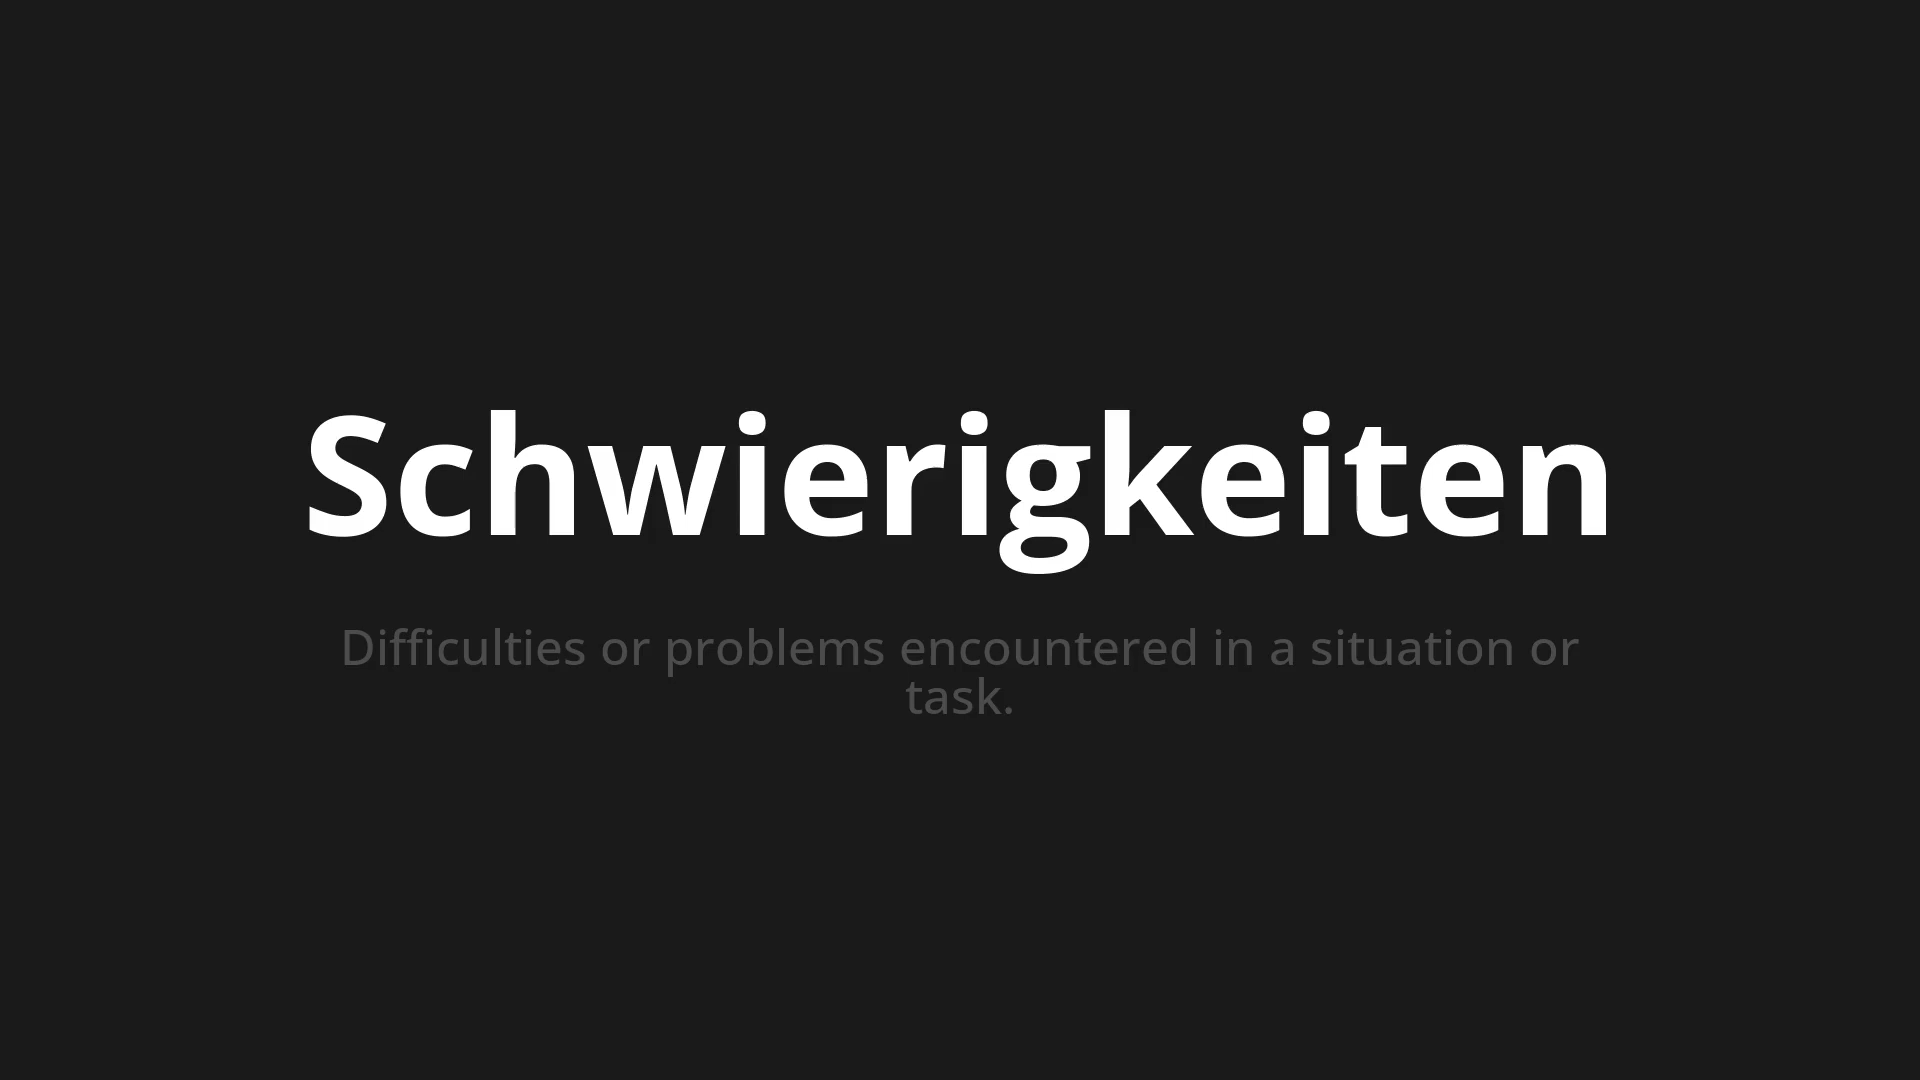 Schwierigkeiten
Difficulties or problems encountered in a situation or
task.